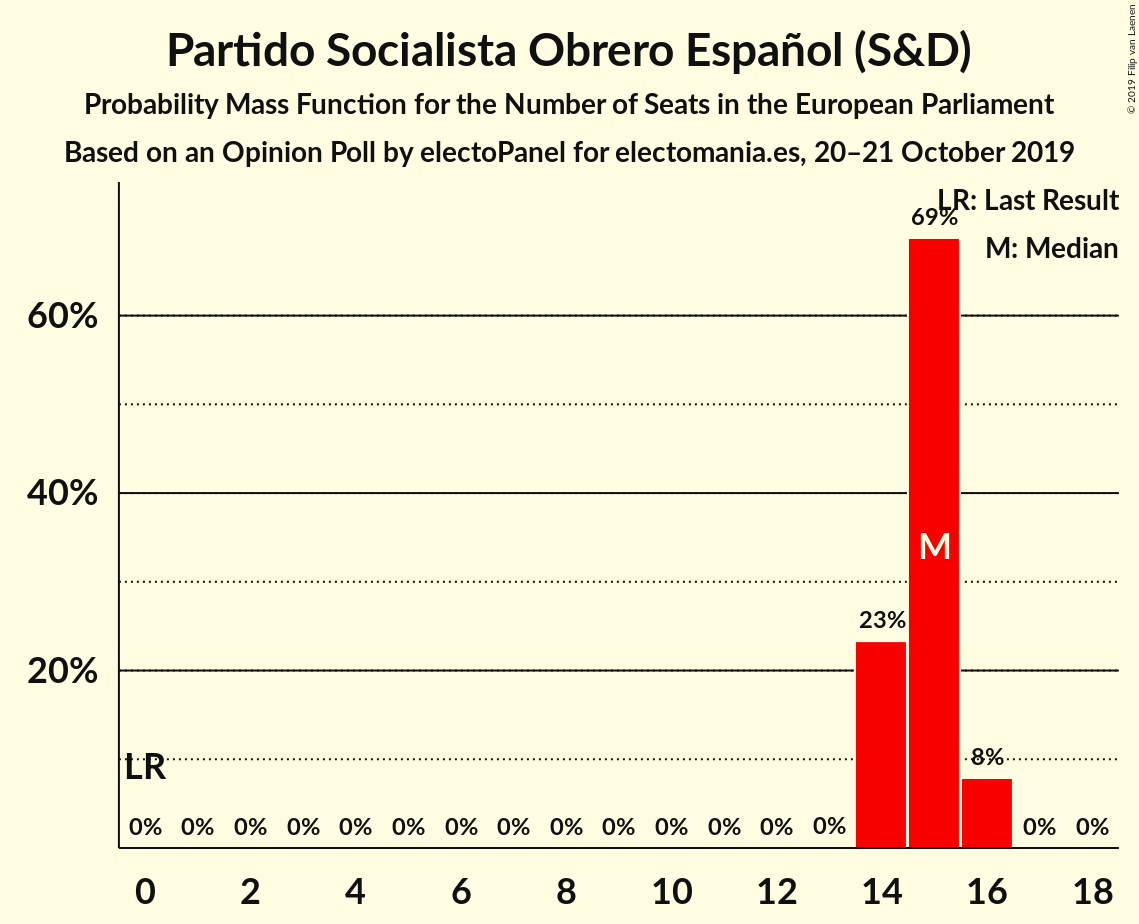 Partido Socialista Obrero Español (S&D)
Probability Mass Function for the Number of Seats in the European Parliament
Based on an Opinion Poll by electoPanel for electomania.es, 20–21 October 2019
© 2019 Filip van Laenen
LR: Last Result
M: Median
69%
60%
40%
M
23%
20%
LR
8%
0% 0% 0% 0% 0% 0% 0% 0% 0% 0% 0% 0% 0% 0% 0% 0%
0 2 4 6 8 10 12 14 16 18